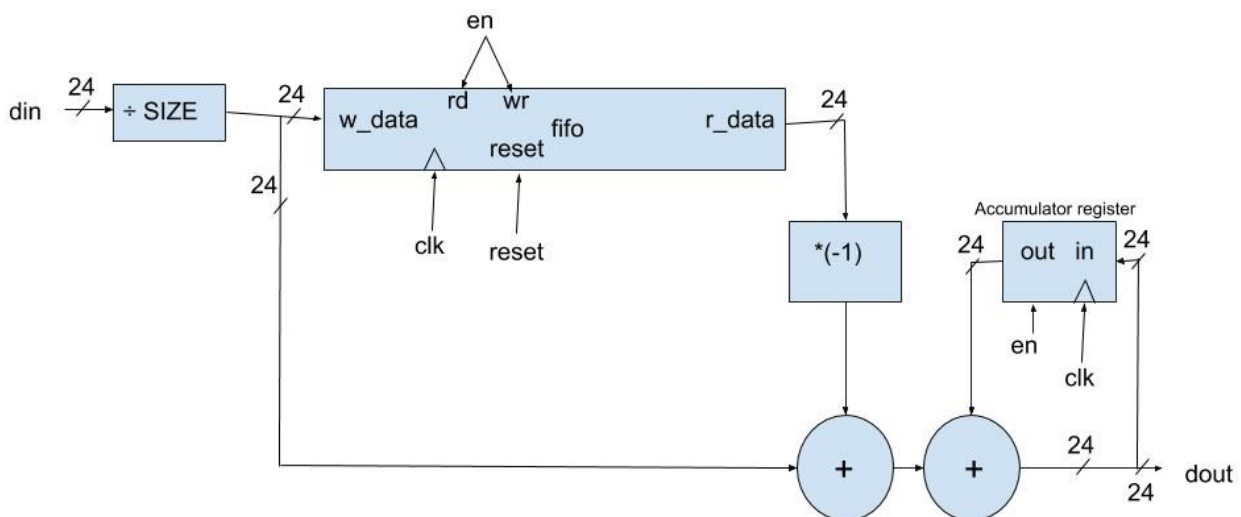 en
24
din
÷ SIZE
24
rd wr
w_data
fifo
r_data
24
reset
24
clk
reset
Accumulator register
*(-1)
24
out in
24
en
clk
+
+
24
24
dout